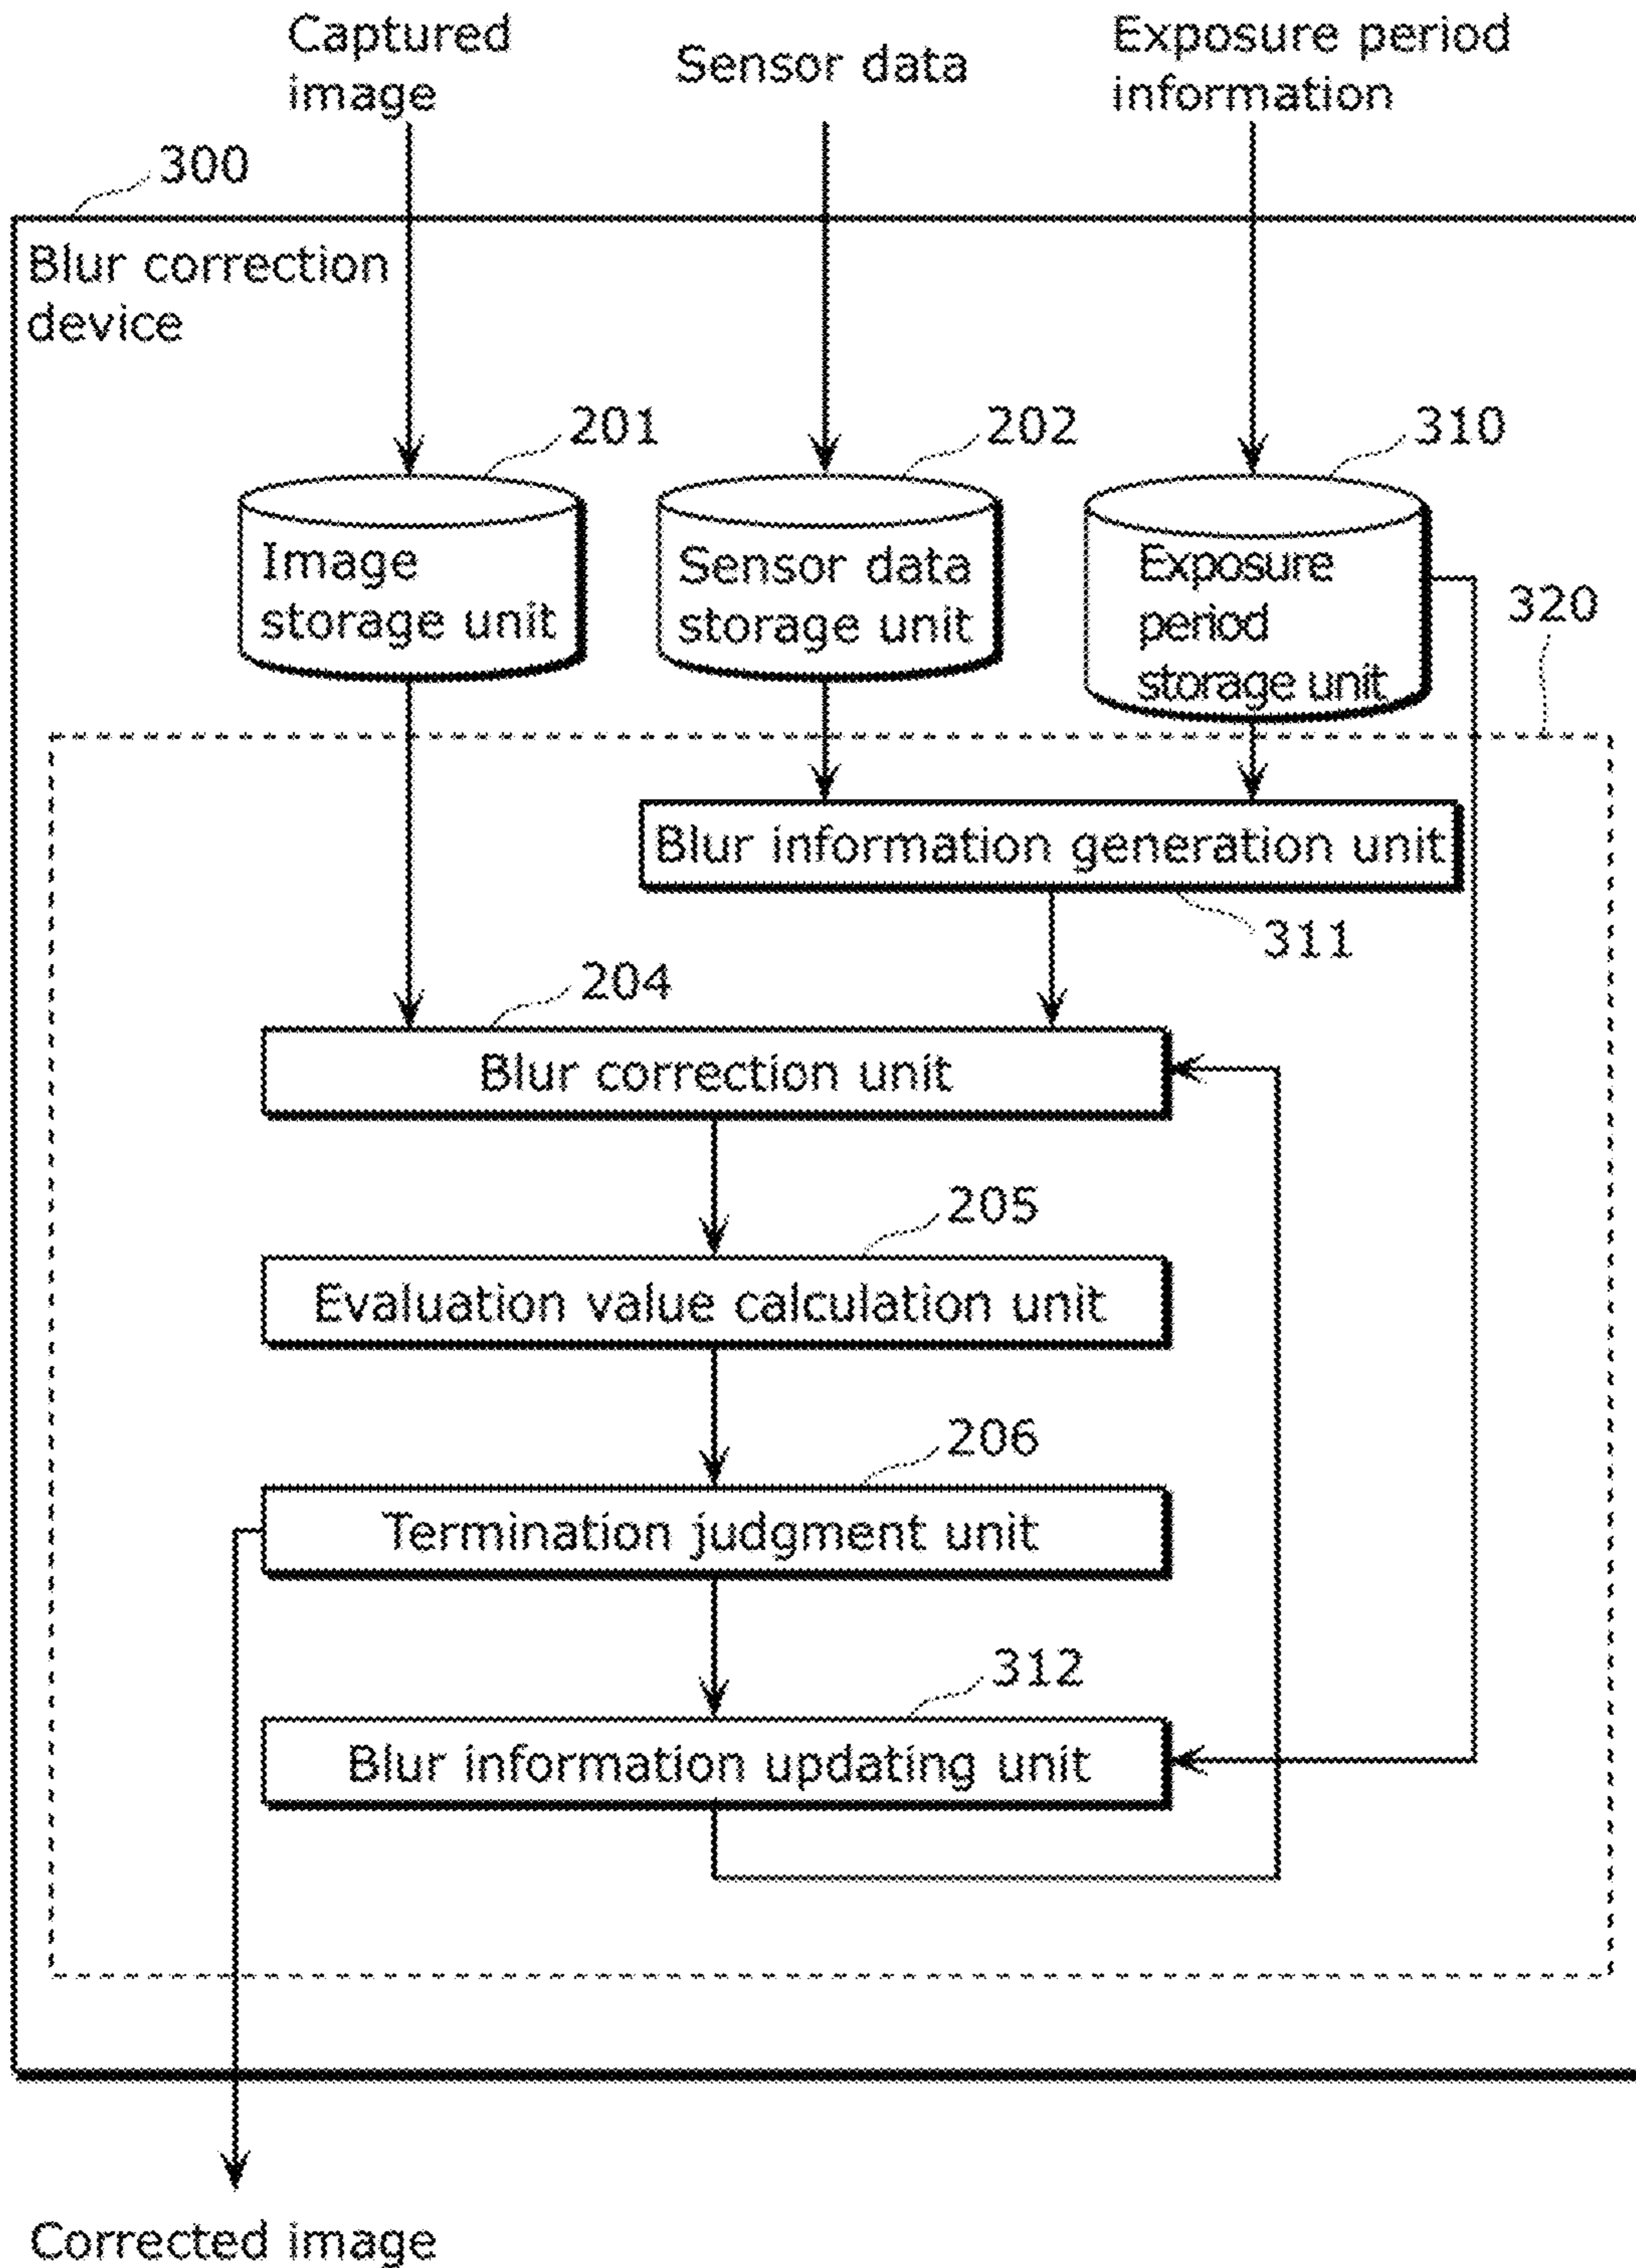 Captured
image
Sensor data
Exposure period
information
300
Blur correction
device
201
202
310
Image
storage unit
Sensor data
storage unit
Exposure
period
storage unit
320
Blur information generation unit
311
204
Blur correction unit
205
Evaluation value calculation unit
206
Termination judgment unit
312
Blur information updating unit
Corrected image